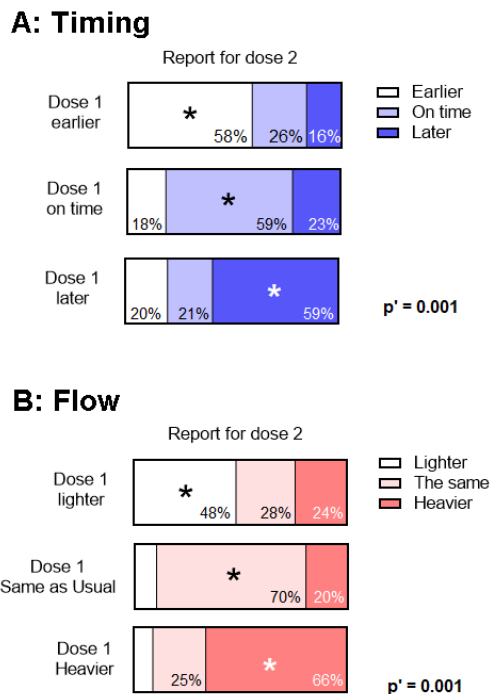 A: Timing
Report for dose 2
Dose 1
earlier
*
58%
26%
16%
Earlier
On time
Later
Dose 1
on time
*
18%
59%
23%
Dose 1
later
*
20%
21%
59%
p' = 0.001
B: Flow
Report for dose 2
Dose 1
lighter
*
48%
28%
24%
Lighter
The same
Heavier
Dose 1
Same as Usual
*
70%
20%
Dose 1
Heavier
*
25%
66%
p' = 0.001